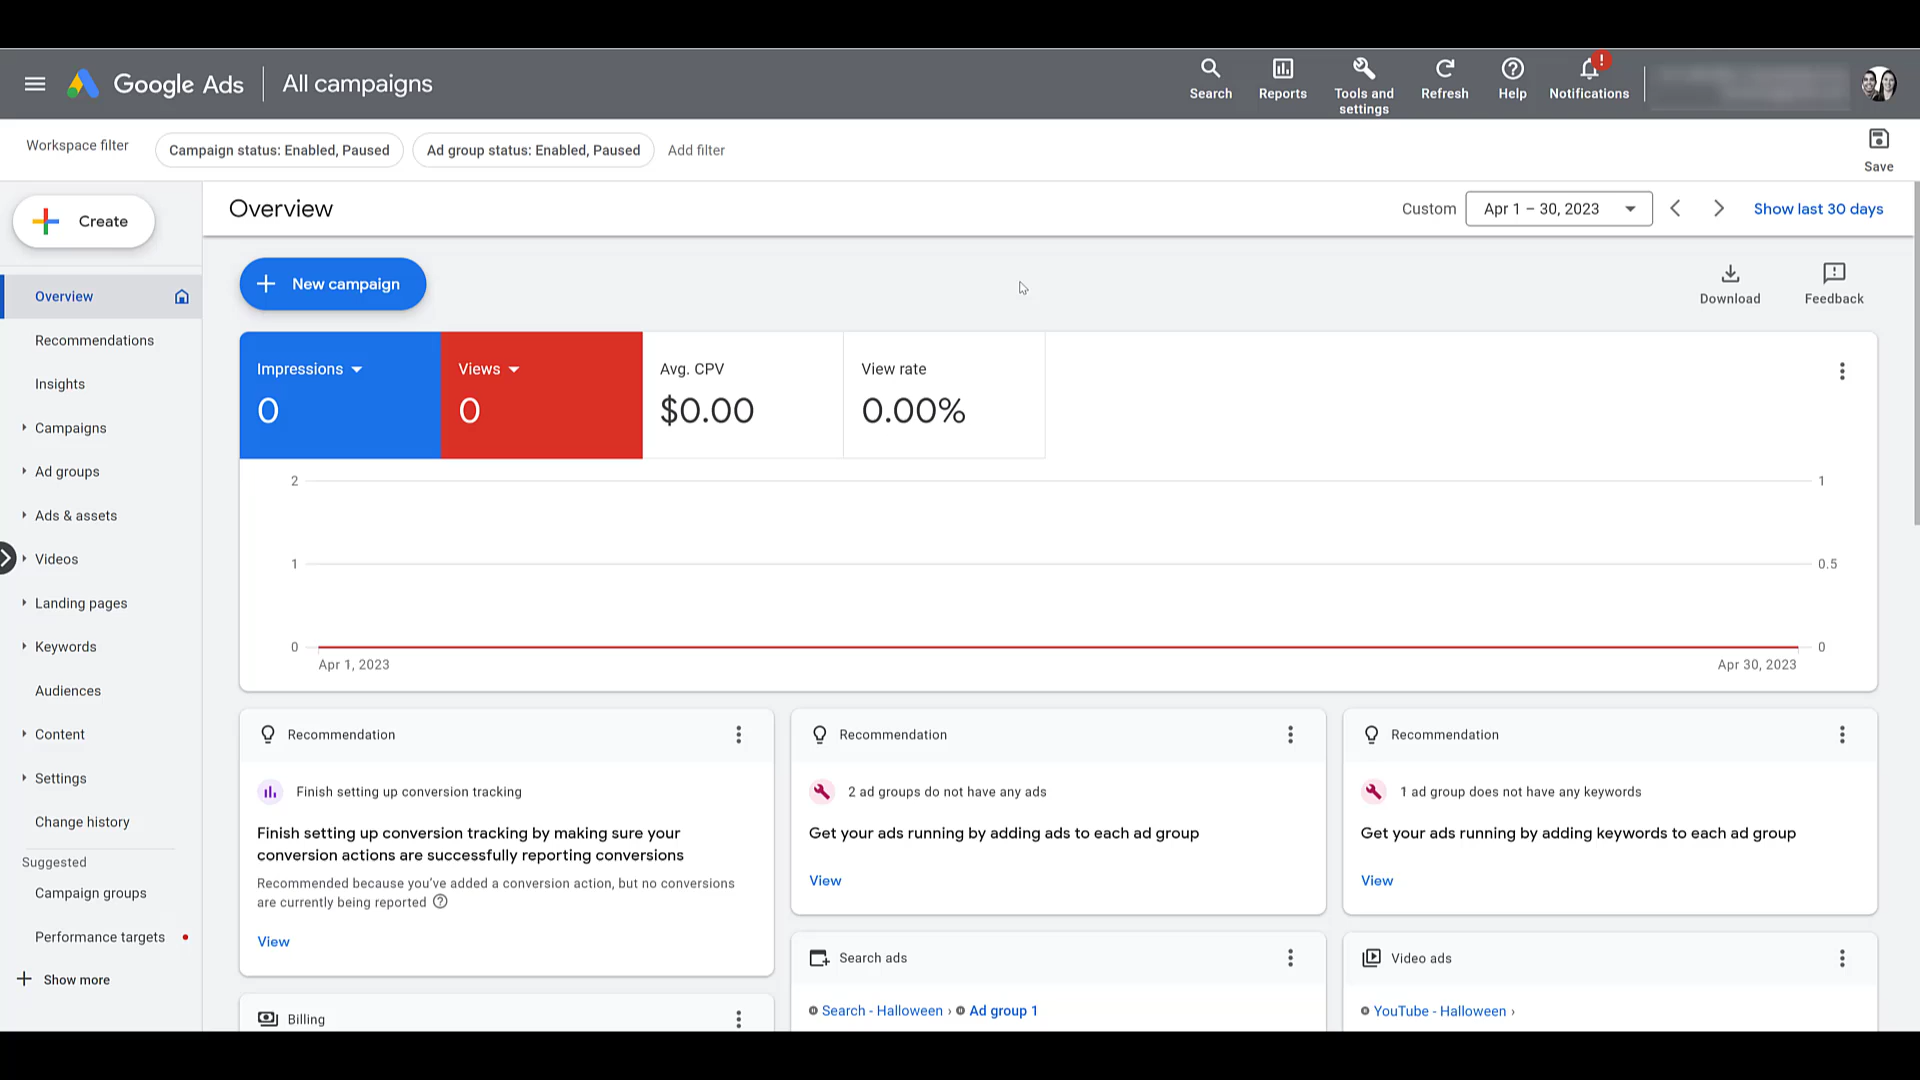 Google Ads
All campaigns
Search
Reports
Tools and
settings
Refresh
Help
!
Notifications
Workspace filter
Campaign status: Enabled, Paused
Ad group status: Enabled, Paused
Add filter
Save
Create
Overview
Custom
Apr 1 – 30, 2023
Show last 30 days
Overview
Recommendations
Insights
Campaigns
Ad groups
Ads & assets
Videos
Landing pages
Keywords
Audiences
Content
Settings
Change history
Suggested
Campaign groups
Performance targets
Show more
New campaign
Download
Feedback
Impressions
0
Views
0
Avg. CPV
$0.00
View rate
0.00%
2
1
1
0.5
0
0
Apr 1, 2023
Apr 30, 2023
Recommendation
Finish setting up conversion tracking
Finish setting up conversion tracking by making sure your
conversion actions are successfully reporting conversions
Recommended because you've added a conversion action, but no conversions
are currently being reported
View
Recommendation
2 ad groups do not have any ads
Get your ads running by adding ads to each ad group
View
Recommendation
1 ad group does not have any keywords
Get your ads running by adding keywords to each ad group
View
Billing
Search ads
Search - Halloween › Ad group 1
Video ads
YouTube - Halloween ›